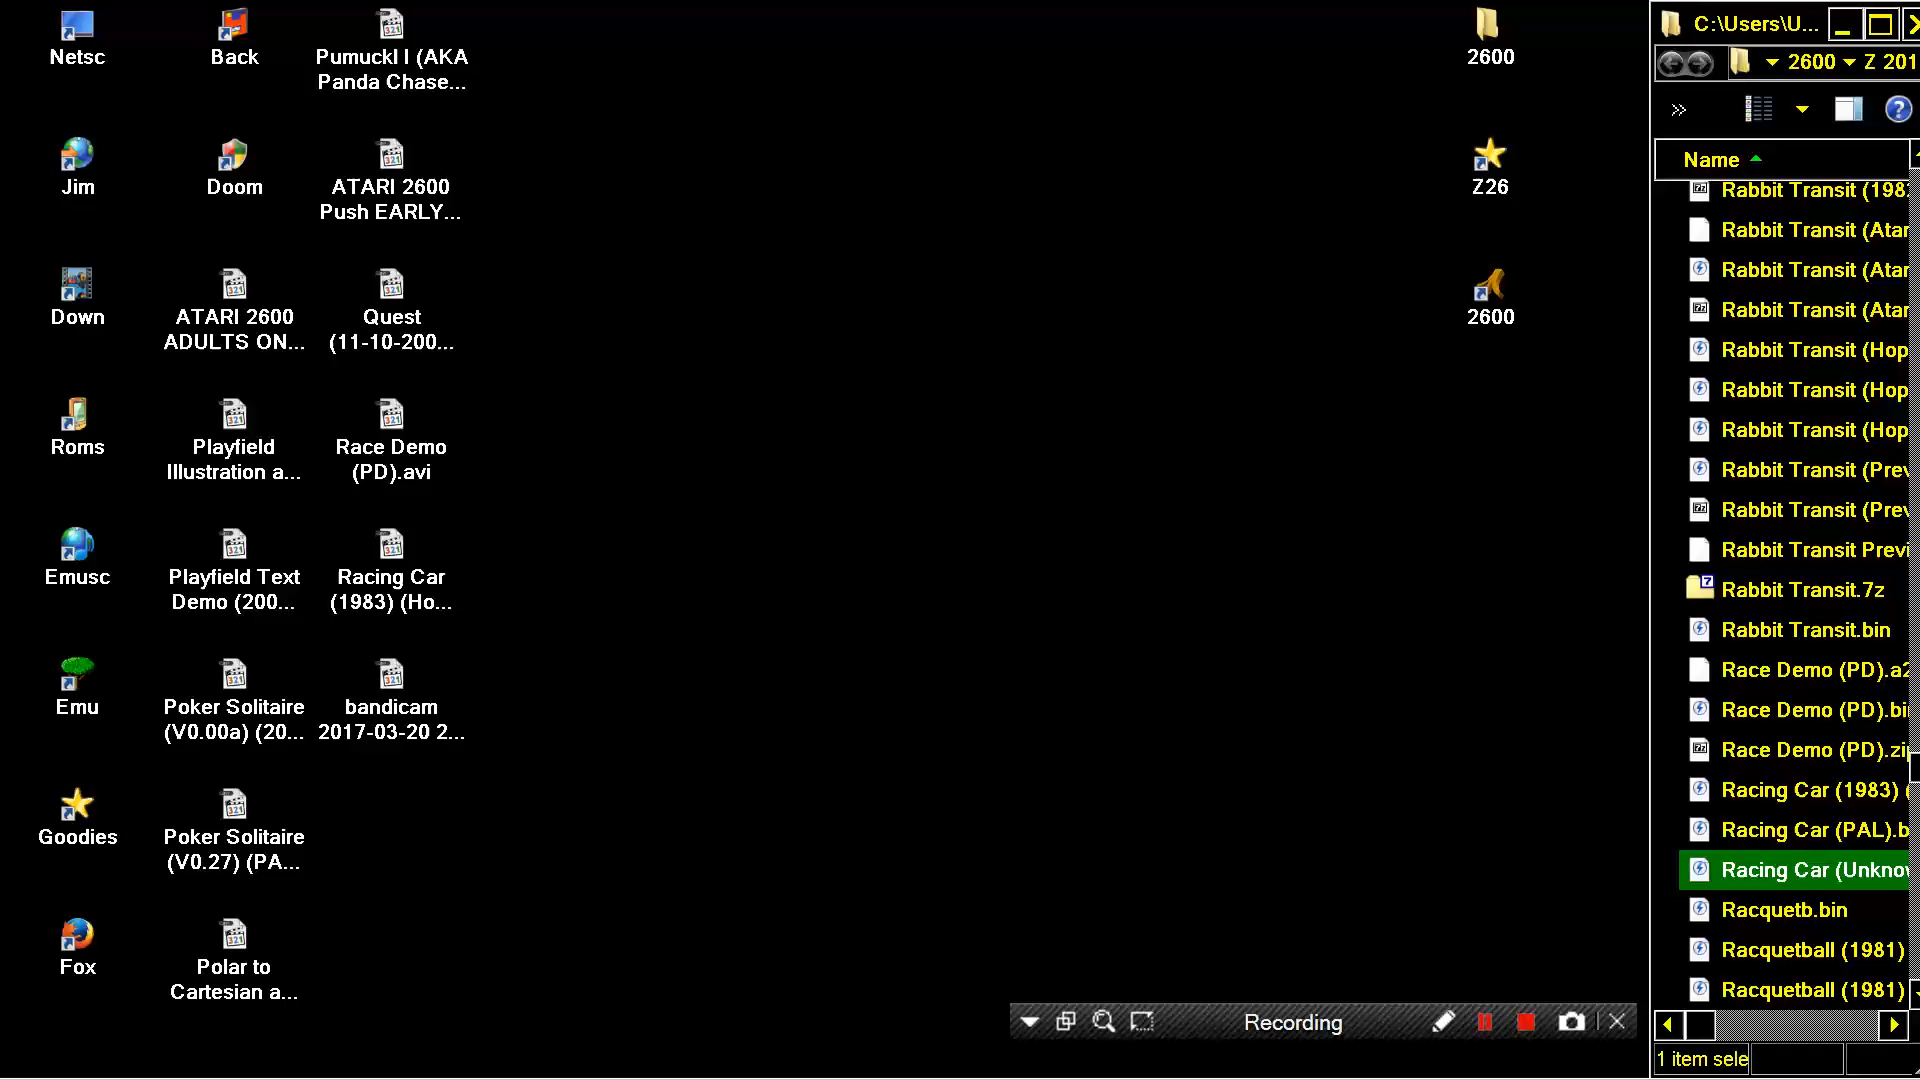 Netsc
Back
Pumuckl I (AKA
Panda Chase...
2600
Jim
Doom
ATARI 2600
Push EARLY...
Z26
Down
ATARI 2600
ADULTS ON...
Quest
(11-10-200...
2600
Roms
Playfield
Illustration a...
Race Demo
(PD).avi
Emusc
Playfield Text
Demo (200...
Racing Car
(1983) (Ho...
Emu
Poker Solitaire
(V0.00a) (20...
bandicam
2017-03-20 2...
Goodies
Poker Solitaire
(V0.27) (PA...
Fox
Polar to
Cartesian a...
Recording
C:\Users\U...
2600 Z 201
Name
Rabbit Transit (198
Rabbit Transit (Atar
Rabbit Transit (Atar
Rabbit Transit (Atar
Rabbit Transit (Hop
Rabbit Transit (Hop
Rabbit Transit (Hop
Rabbit Transit (Prev
Rabbit Transit (Prev
Rabbit Transit Previ
Rabbit Transit.7z
Rabbit Transit.bin
Race Demo (PD).a2
Race Demo (PD).bi
Race Demo (PD).zi
Racing Car (1983) (
Racing Car (PAL).b
Racing Car (Unknow
Racquetb.bin
Racquetball (1981)
Racquetball (1981)
1 item sele